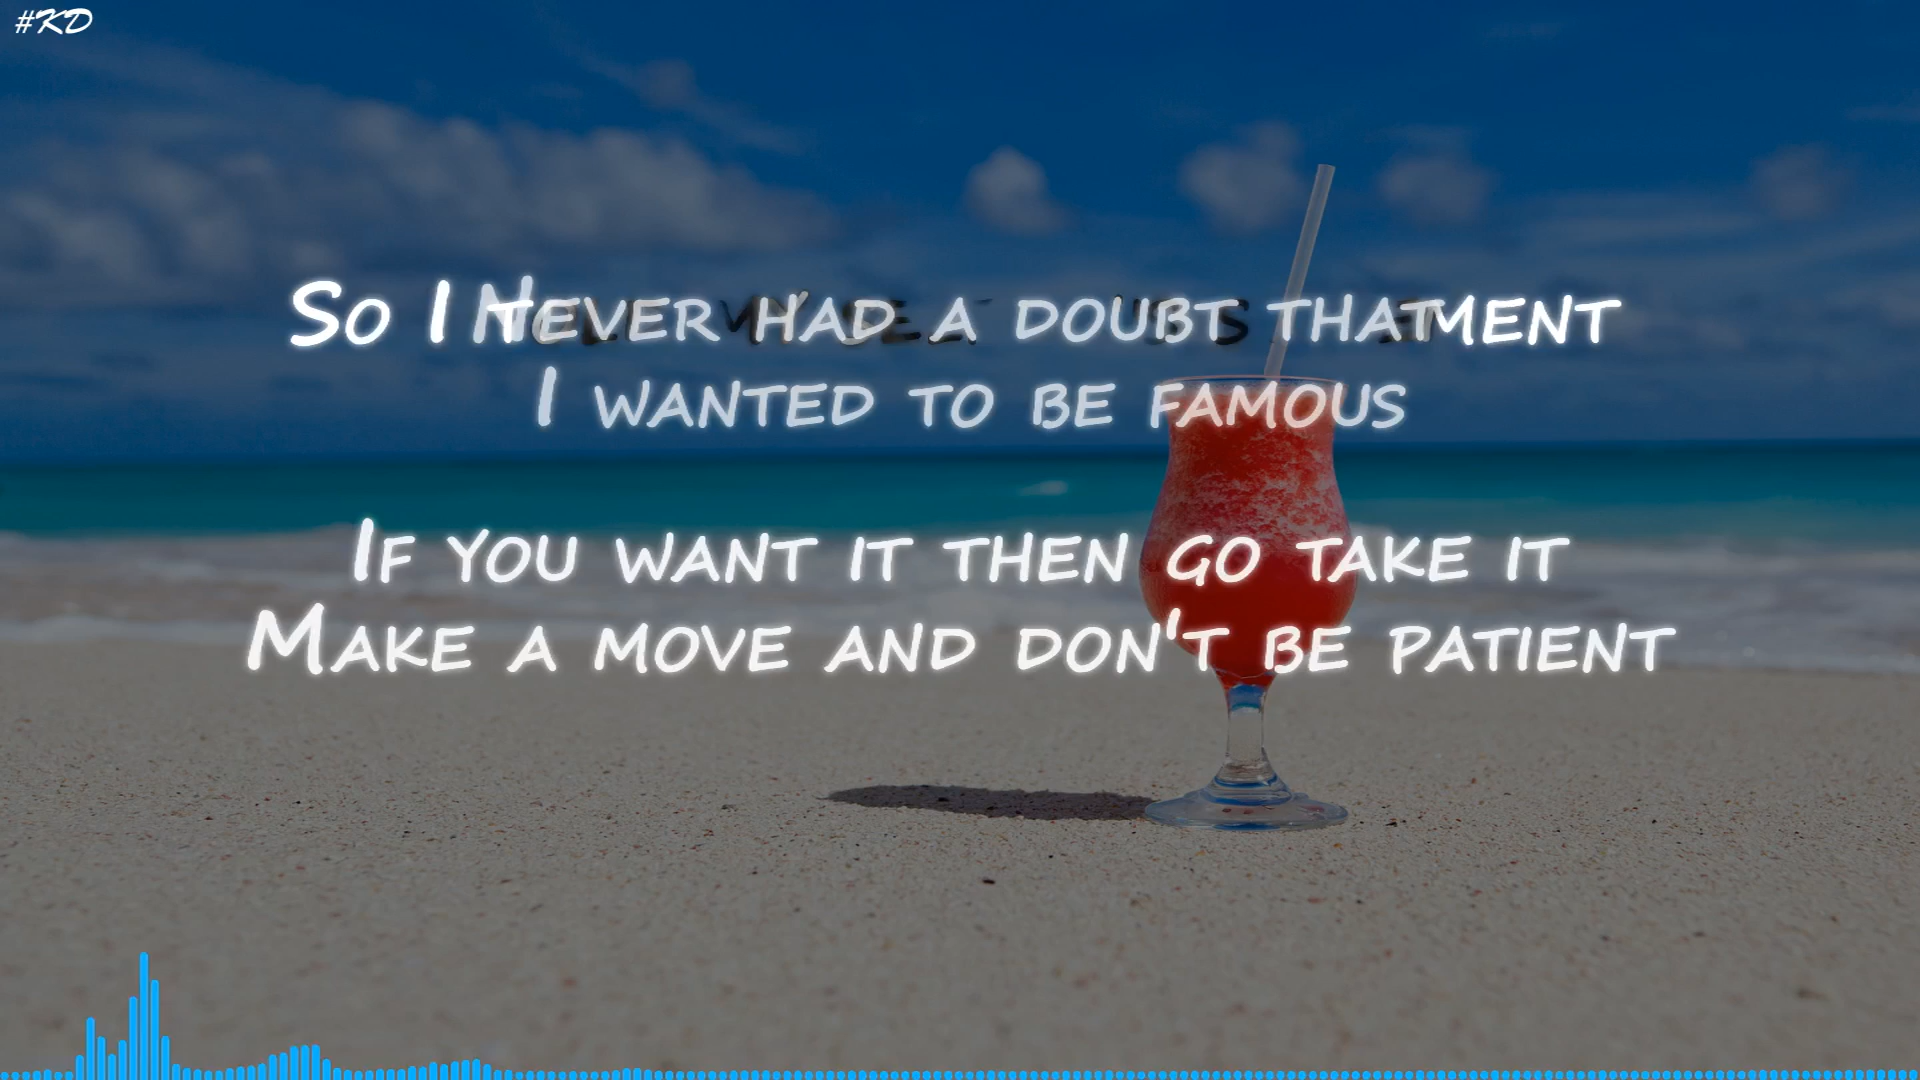 #KD
So I Never had a doubt that
I wanted to be famous
If you want it then go take it
Make a move and don't be patient